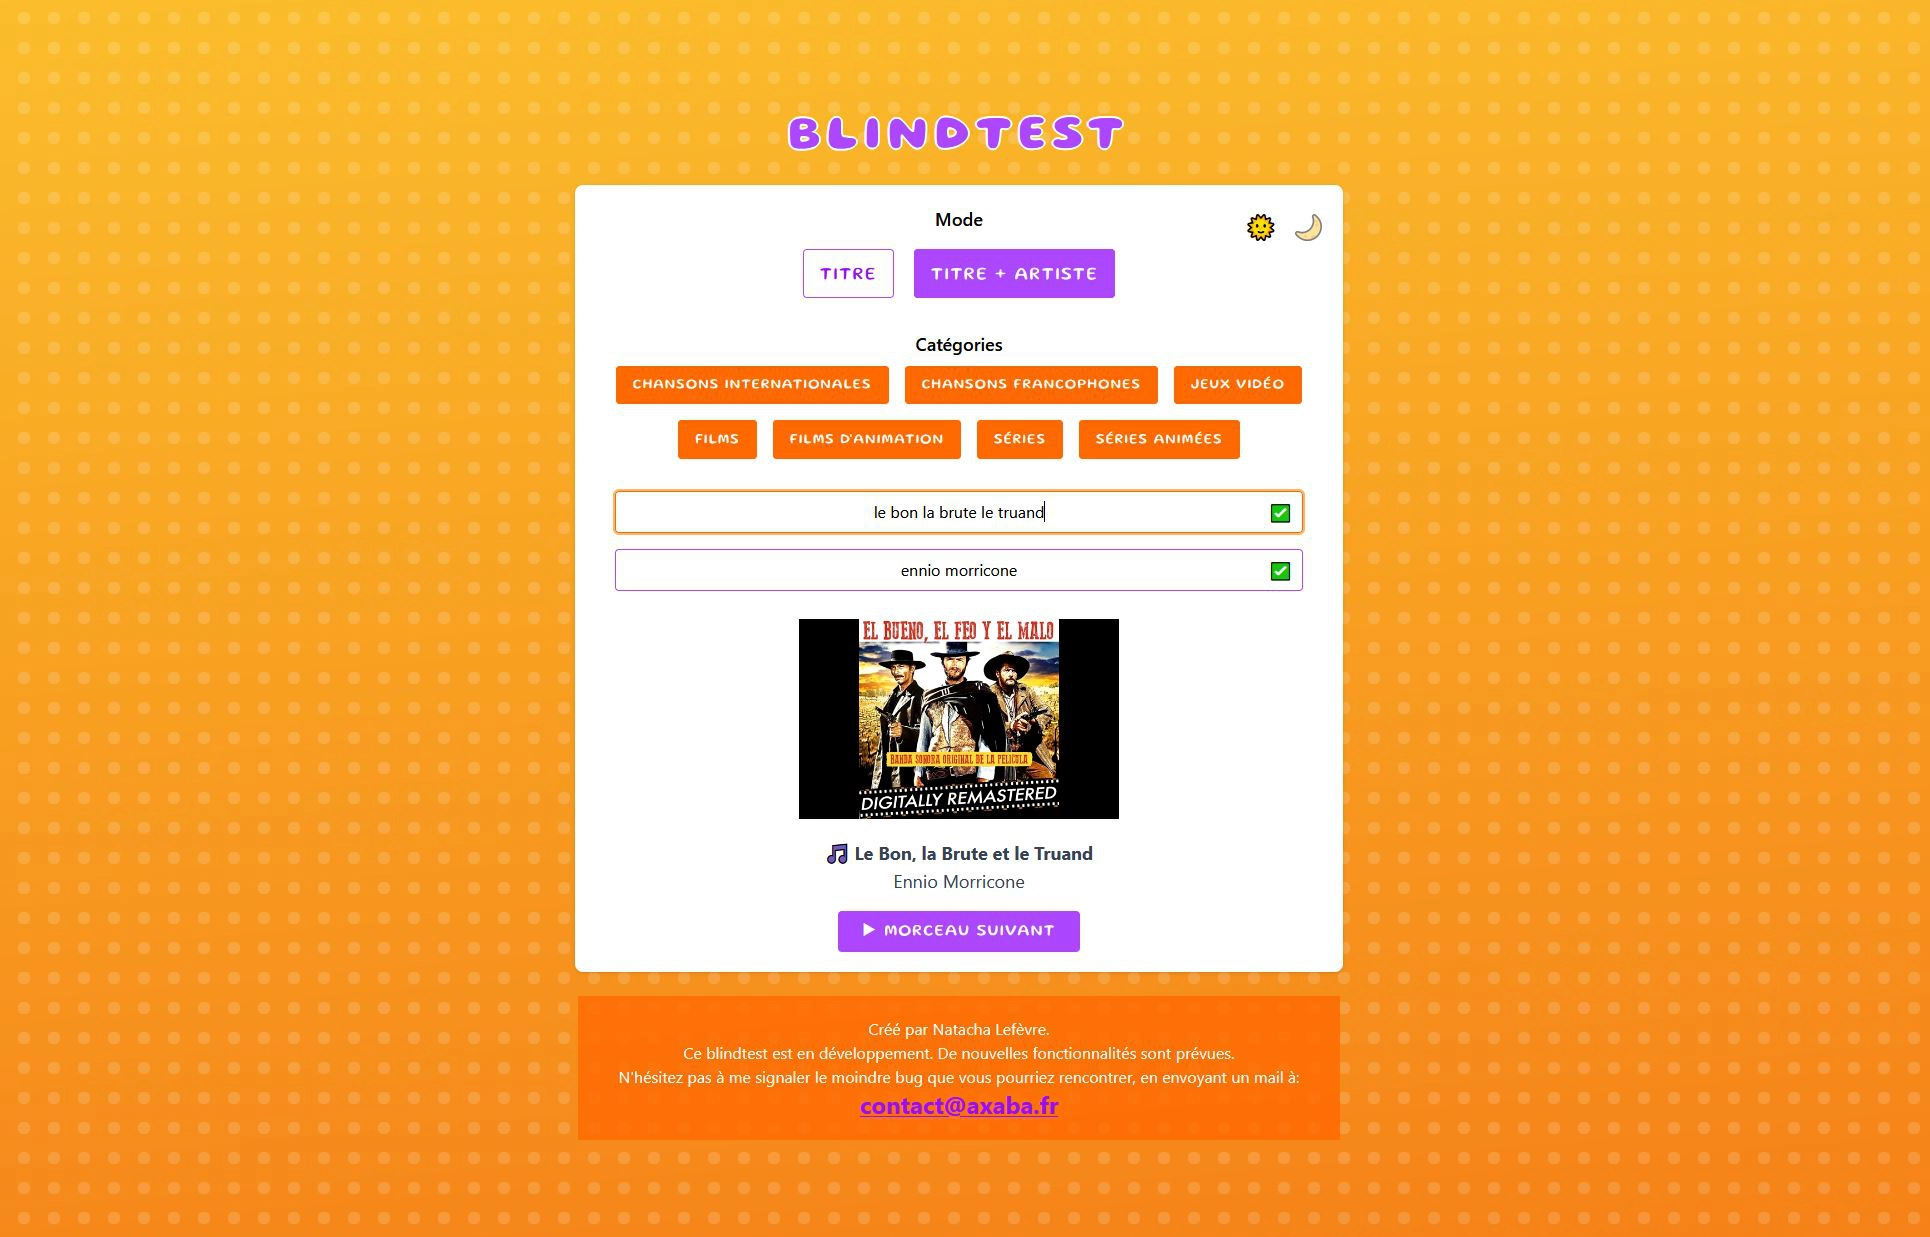 BLINDTEST
Mode
TITRE
TITRE + ARTISTE
Catégories
CHANSONS INTERNATIONALES
CHANSONS FRANCOPHONES
JEUX VIDÉO
FILMS
FILMS D'ANIMATION
SÉRIES
SÉRIES ANIMÉES
le bon la brute le truand
ennio morricone
EL BUENO, EL FEO Y EL MALO
BANDA SONORA ORIGINAL DE LA PELÍCULA
DIGITALLY REMASTERED
Le Bon, la Brute et le Truand
Ennio Morricone
MORCEAU SUIVANT
Créé par Natacha Lefèvre.
Ce blindtest est en développement. De nouvelles fonctionnalités sont prévues.
N'hésitez pas à me signaler le moindre bug que vous pourriez rencontrer, en envoyant un mail à:
contact@axaba.fr